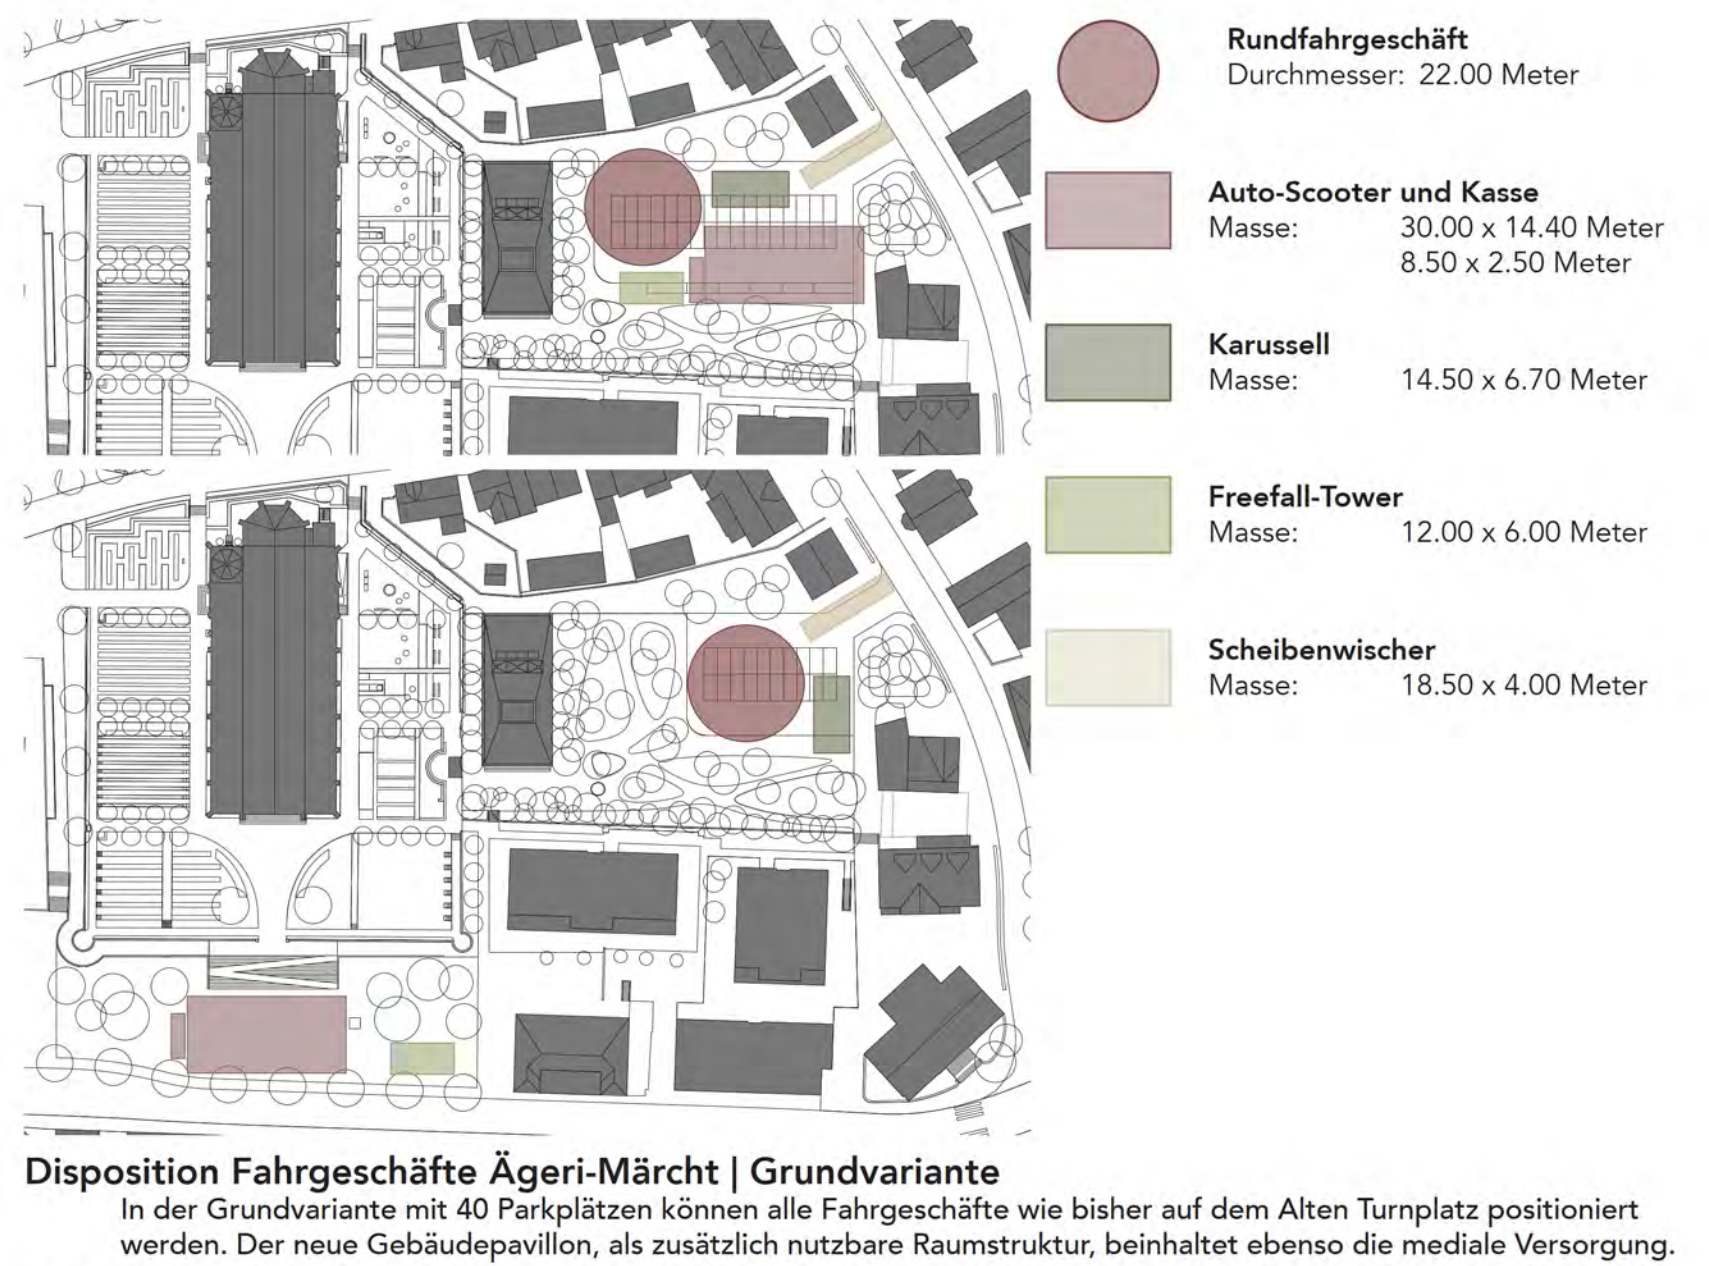 Rundfahrgeschäft
Durchmesser: 22.00 Meter
Auto-Scooter und Kasse
Masse: 30.00 x 14.40 Meter
8.50 x 2.50 Meter
Karussell
Masse: 14.50 x 6.70 Meter
Freefall-Tower
Masse: 12.00 x 6.00 Meter
Scheibenwischer
Masse: 18.50 x 4.00 Meter
Disposition Fahrgeschäfte Ägeri-Märcht | Grundvariante
In der Grundvariante mit 40 Parkplätzen können alle Fahrgeschäfte wie bisher auf dem Alten Turnplatz positioniert
werden. Der neue Gebäudepavillon, als zusätzlich nutzbare Raumstruktur, beinhaltet ebenso die mediale Versorgung.